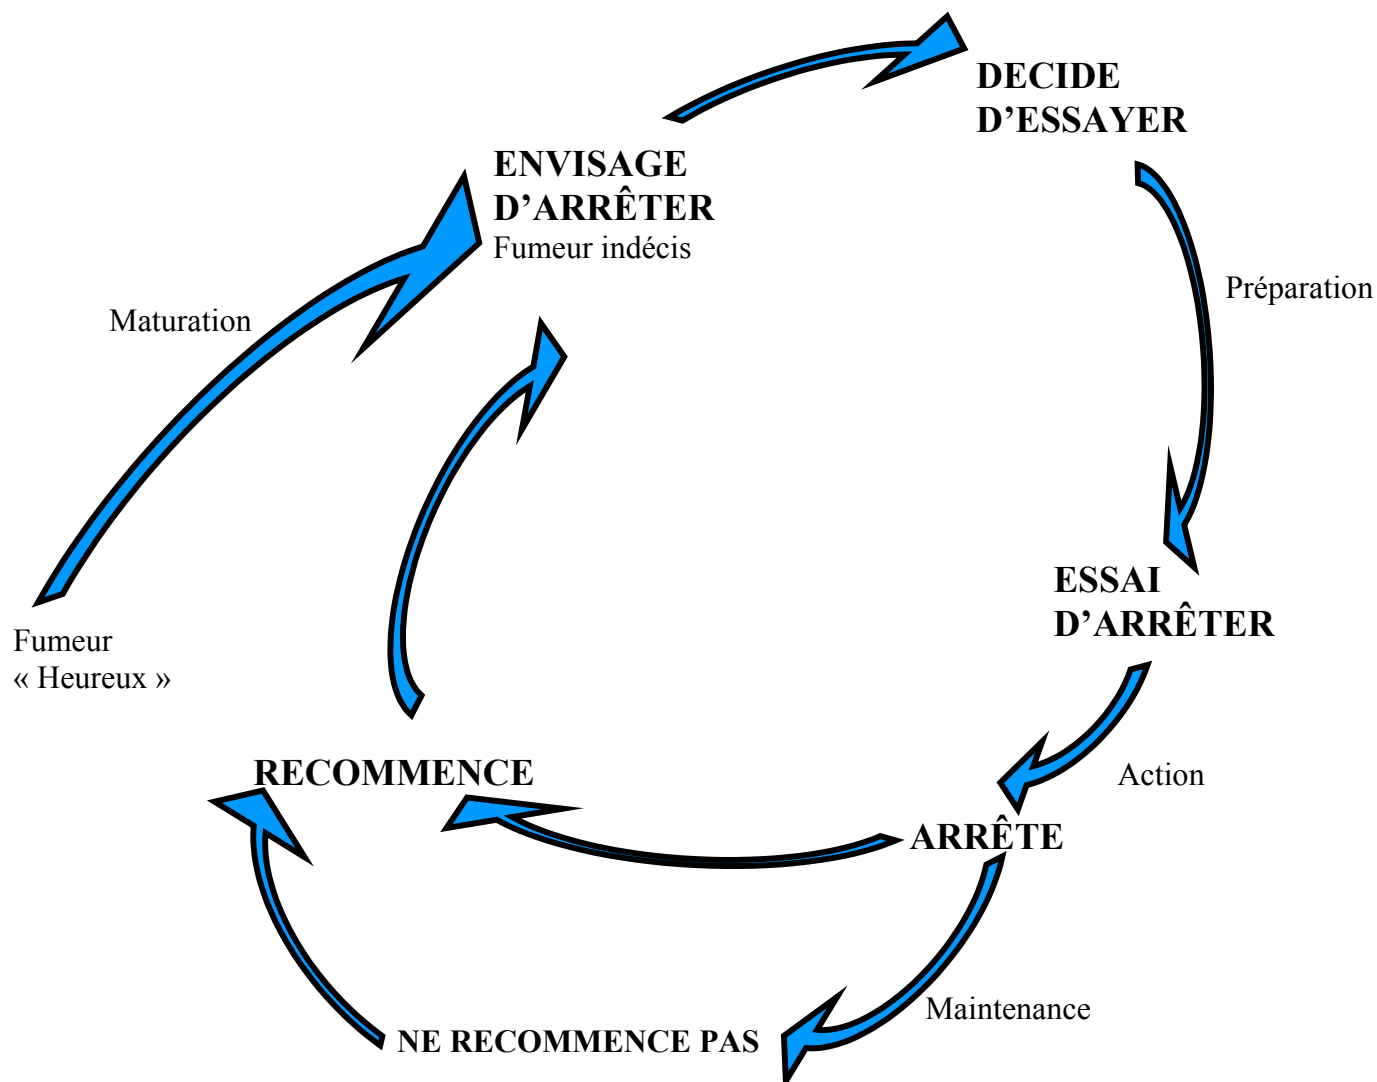 DECIDE
D’ESSAYER
ENVISAGE
D’ARRÊTER
Fumeur indécis
Préparation
Maturation
ESSAI
D’ARRÊTER
Fumeur
« Heureux »
RECOMMENCE
Action
ARRÊTE
Maintenance
NE RECOMMENCE PAS